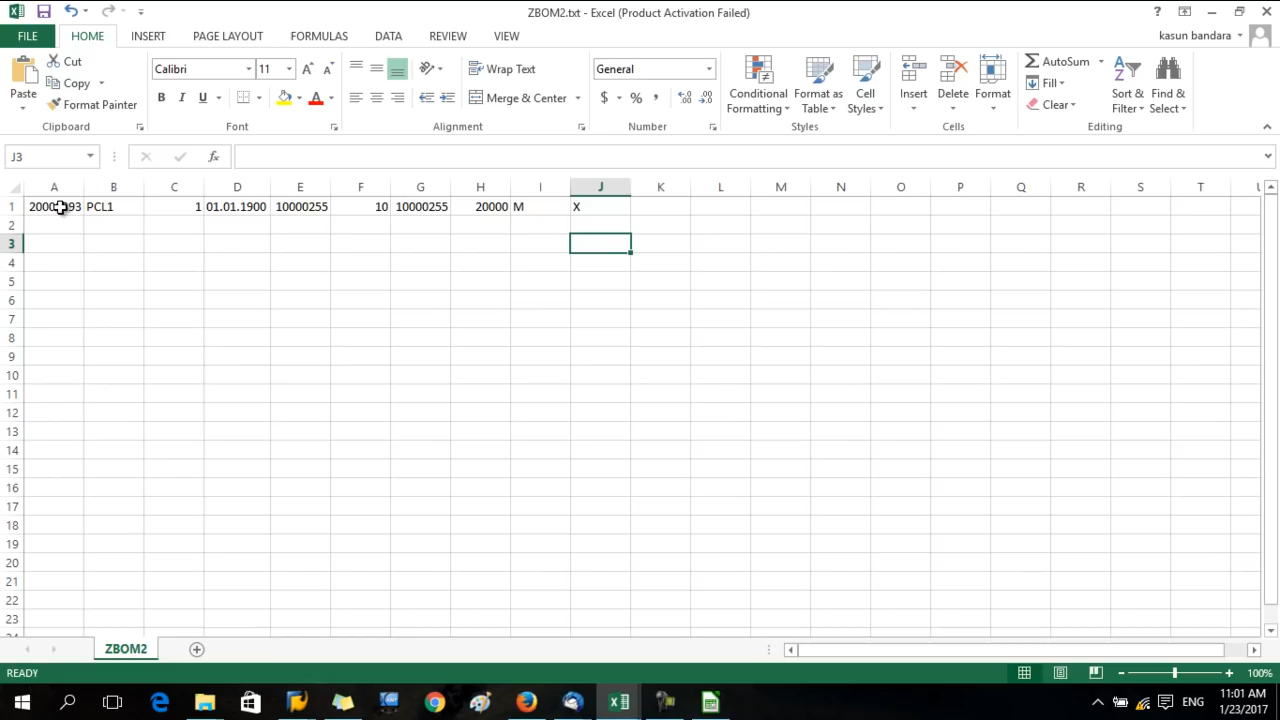 ZBOM2.txt - Excel (Product Activation Failed)
FILE HOME INSERT PAGE LAYOUT FORMULAS DATA REVIEW VIEW
kasun bandara
Paste
Cut
Copy
Format Painter
Clipboard
Calibri 11
B I U A
Font
Wrap Text
Merge & Center
Alignment
General
$ % ,
Number
Conditional Formatting
Format as Table
Cell Styles
Styles
Insert
Delete
Format
Cells
AutoSum
Fill
Clear
Sort & Filter
Find & Select
Editing
J3
fx
A B C D E F G H I J K L M N O P Q R S T
1 PCL1 1 01.01.1900 10000255 10 10000255 20000 M X
2
3
4
5
6
7
8
9
10
11
12
13
14
15
16
17
18
19
20
21
22
23
ZBOM2
READY
100%
ENG
11:01 AM
1/23/2017